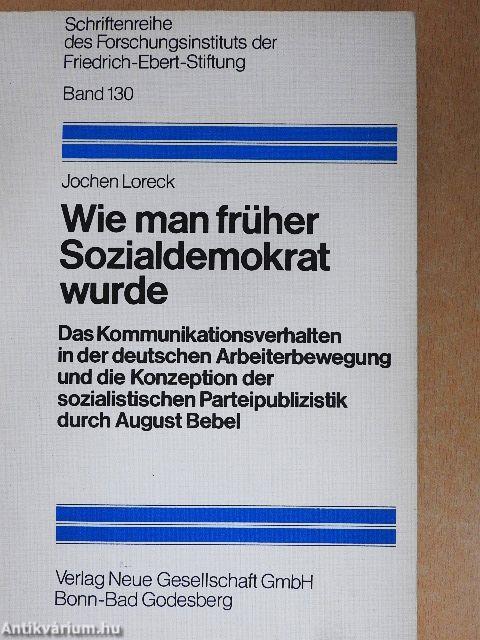 Schriftenreihe
des Forschungsinstituts der
Friedrich-Ebert-Stiftung
Band 130
Jochen Loreck
Wie man früher
Sozialdemokrat
wurde
Das Kommunikationsverhalten
in der deutschen Arbeiterbewegung
und die Konzeption der
sozialistischen Parteipublizistik
durch August Bebel
Verlag Neue Gesellschaft GmbH
Bonn-Bad Godesberg
Antikvárium.hu